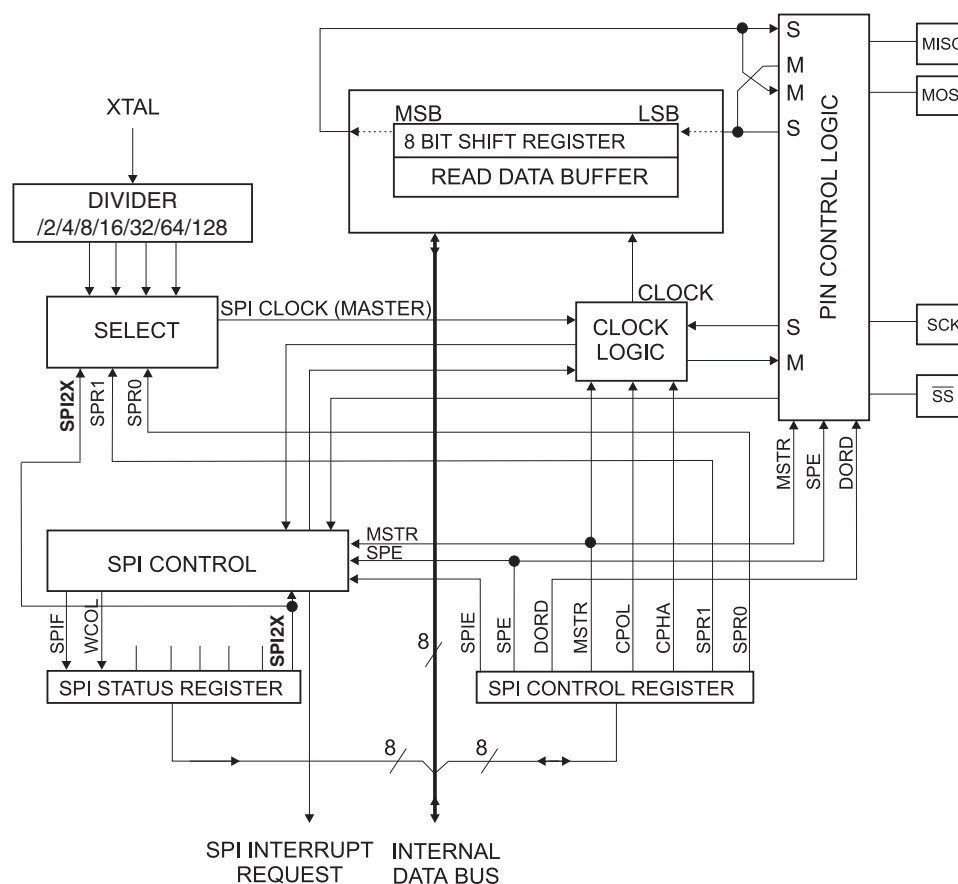 S
MISO
M
MOSI
M
S
PIN CONTROL LOGIC
XTAL
MSB
LSB
8 BIT SHIFT REGISTER
READ DATA BUFFER
DIVIDER
/2/4/8/16/32/64/128
SPI CLOCK (MASTER)
SELECT
CLOCK
CLOCK
LOGIC
S
M
SCK
SS
SPI2X
SPR1
SPR0
MSTR
SPE
DORD
MSTR
SPE
SPI CONTROL
SPIF
WCOL
SPI2X
8
SPIE
SPE
DORD
MSTR
CPOL
CPHA
SPR1
SPR0
SPI STATUS REGISTER
SPI CONTROL REGISTER
8
8
SPI INTERRUPT
REQUEST
INTERNAL
DATA BUS